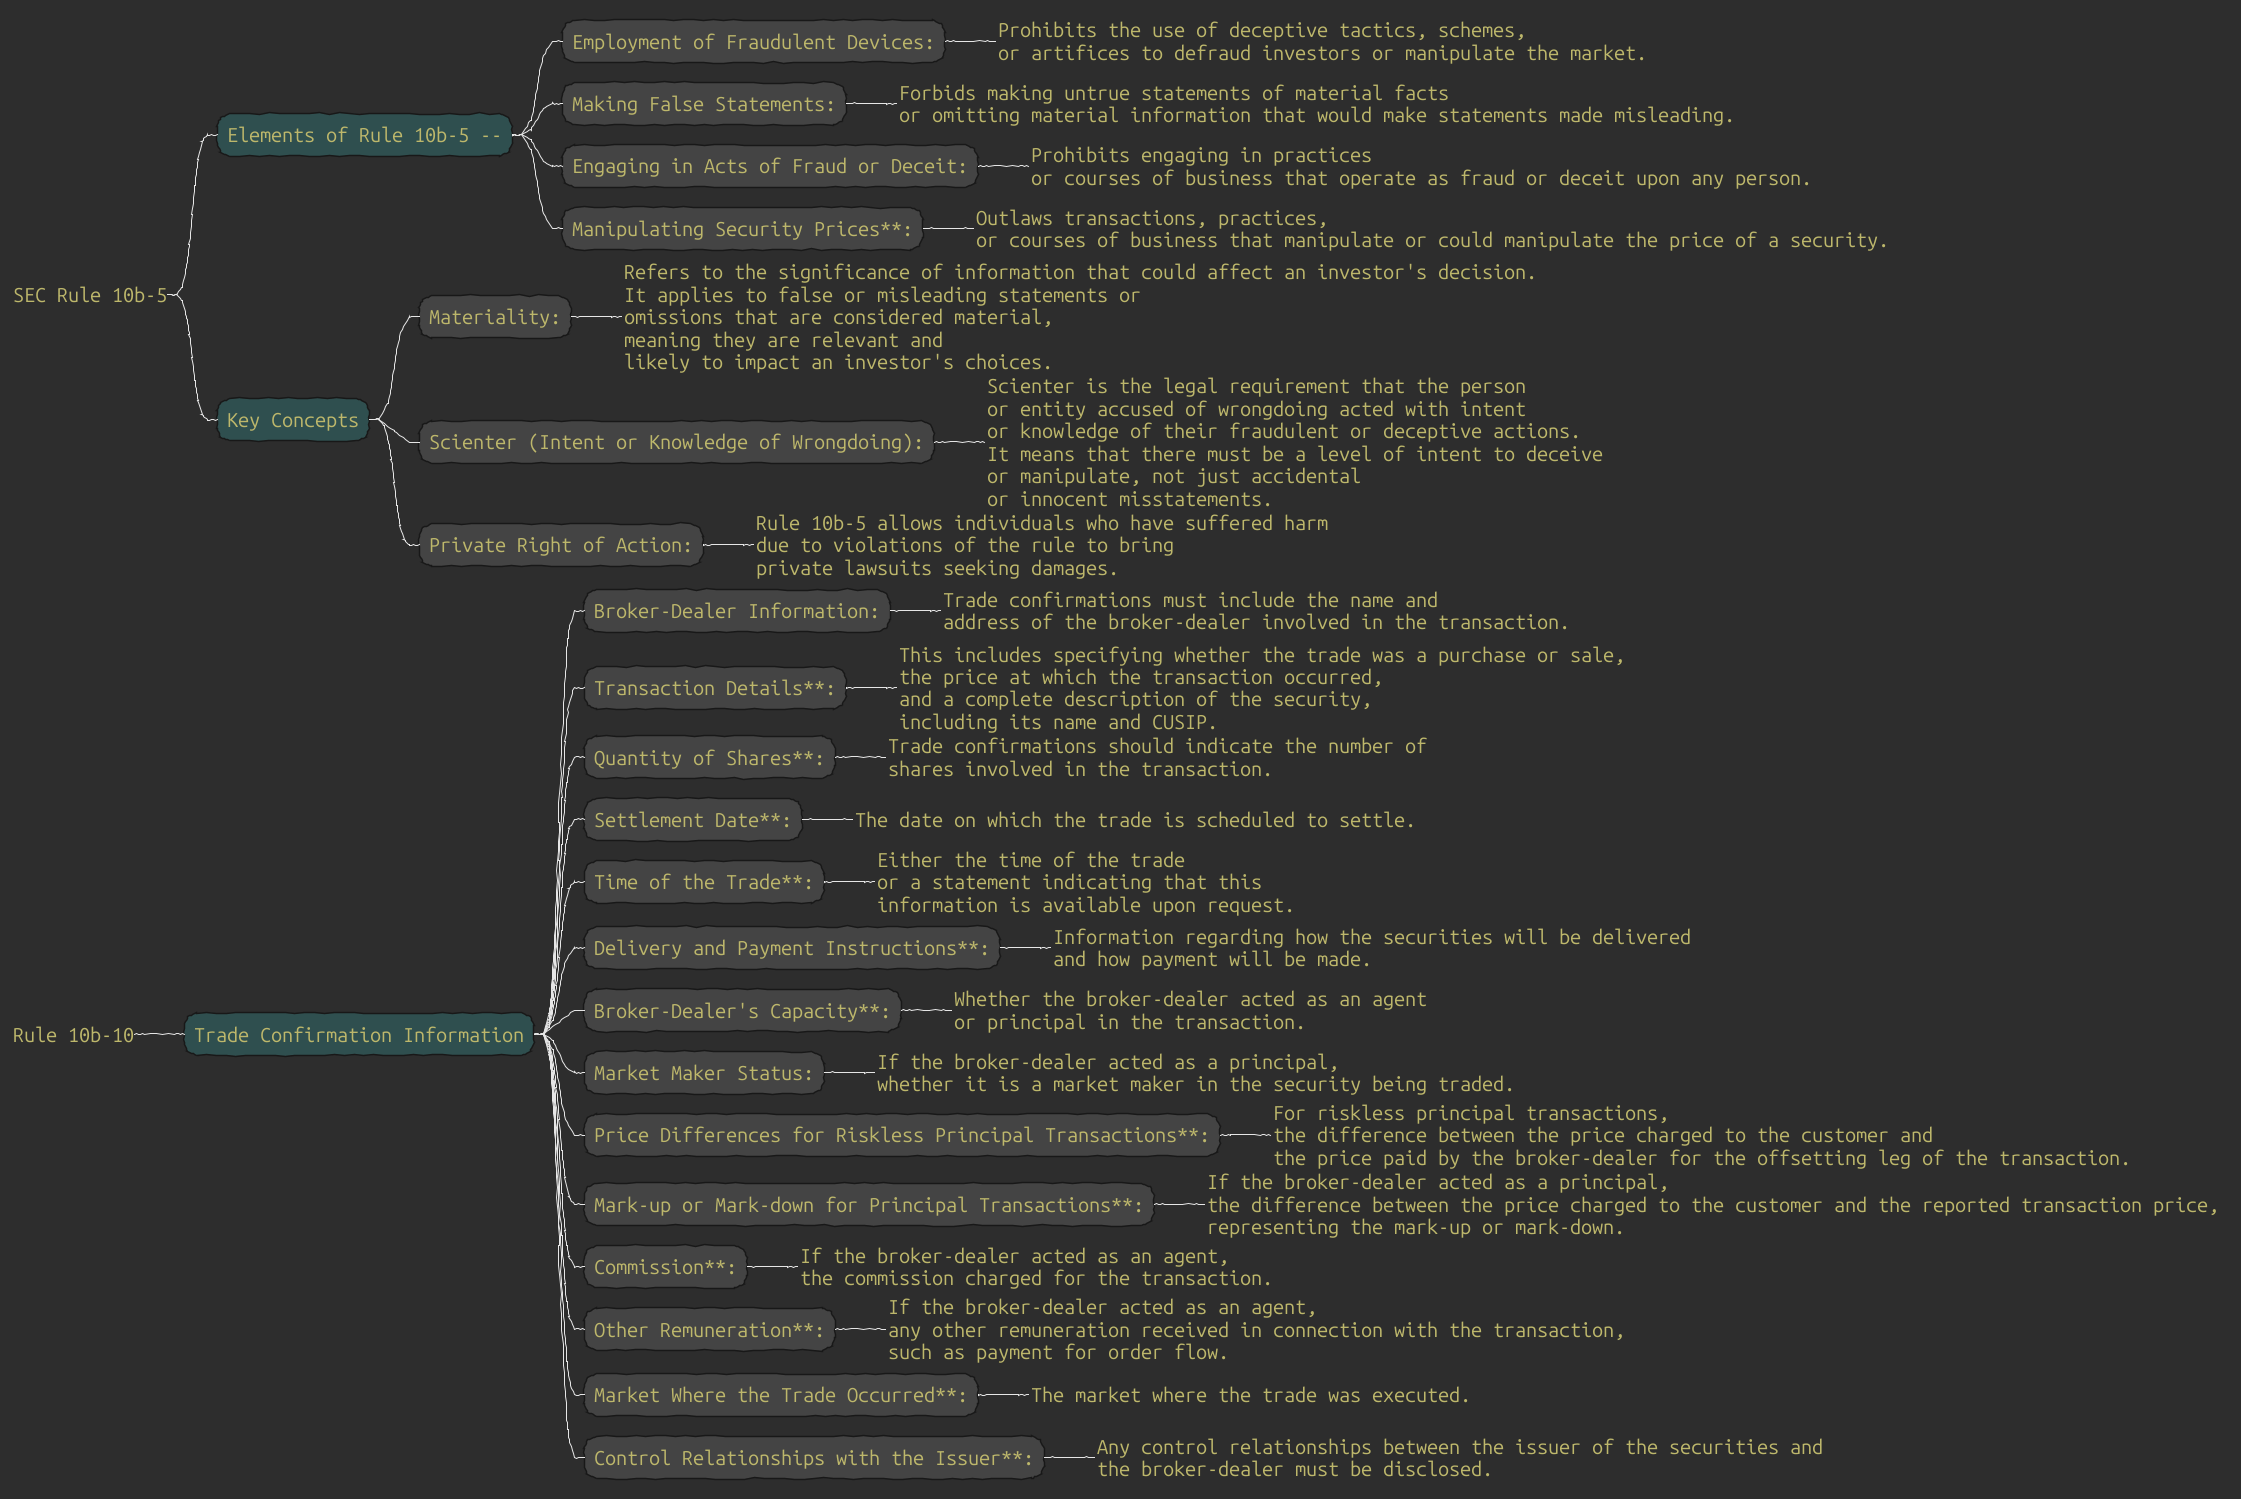 SEC Rule 10b-5
Elements of Rule 10b-5 --
Employment of Fraudulent Devices:
Prohibits the use of deceptive tactics, schemes,
or artifices to defraud investors or manipulate the market.
Making False Statements:
Forbids making untrue statements of material facts
or omitting material information that would make statements made misleading.
Engaging in Acts of Fraud or Deceit:
Prohibits engaging in practices
or courses of business that operate as fraud or deceit upon any person.
Manipulating Security Prices**:
Outlaws transactions, practices,
or courses of business that manipulate or could manipulate the price of a security.
Key Concepts
Materiality:
Refers to the significance of information that could affect an investor's decision.
It applies to false or misleading statements or
omissions that are considered material,
meaning they are relevant and
likely to impact an investor's choices.
Scienter (Intent or Knowledge of Wrongdoing):
Scienter is the legal requirement that the person
or entity accused of wrongdoing acted with intent
or knowledge of their fraudulent or deceptive actions.
It means that there must be a level of intent to deceive
or manipulate, not just accidental
or innocent misstatements.
Private Right of Action:
Rule 10b-5 allows individuals who have suffered harm
due to violations of the rule to bring
private lawsuits seeking damages.
Rule 10b-10
Trade Confirmation Information
Broker-Dealer Information:
Trade confirmations must include the name and
address of the broker-dealer involved in the transaction.
Transaction Details**:
This includes specifying whether the trade was a purchase or sale,
the price at which the transaction occurred,
and a complete description of the security,
including its name and CUSIP.
Quantity of Shares**:
Trade confirmations should indicate the number of
shares involved in the transaction.
Settlement Date**:
The date on which the trade is scheduled to settle.
Time of the Trade**:
Either the time of the trade
or a statement indicating that this
information is available upon request.
Delivery and Payment Instructions**:
Information regarding how the securities will be delivered
and how payment will be made.
Broker-Dealer's Capacity**:
Whether the broker-dealer acted as an agent
or principal in the transaction.
Market Maker Status:
If the broker-dealer acted as a principal,
whether it is a market maker in the security being traded.
Price Differences for Riskless Principal Transactions**:
For riskless principal transactions,
the difference between the price charged to the customer and
the price paid by the broker-dealer for the offsetting leg of the transaction.
Mark-up or Mark-down for Principal Transactions**:
If the broker-dealer acted as a principal,
the difference between the price charged to the customer and the reported transaction price,
representing the mark-up or mark-down.
Commission**:
If the broker-dealer acted as an agent,
the commission charged for the transaction.
Other Remuneration**:
If the broker-dealer acted as an agent,
any other remuneration received in connection with the transaction,
such as payment for order flow.
Market Where the Trade Occurred**:
The market where the trade was executed.
Control Relationships with the Issuer**:
Any control relationships between the issuer of the securities and
the broker-dealer must be disclosed.